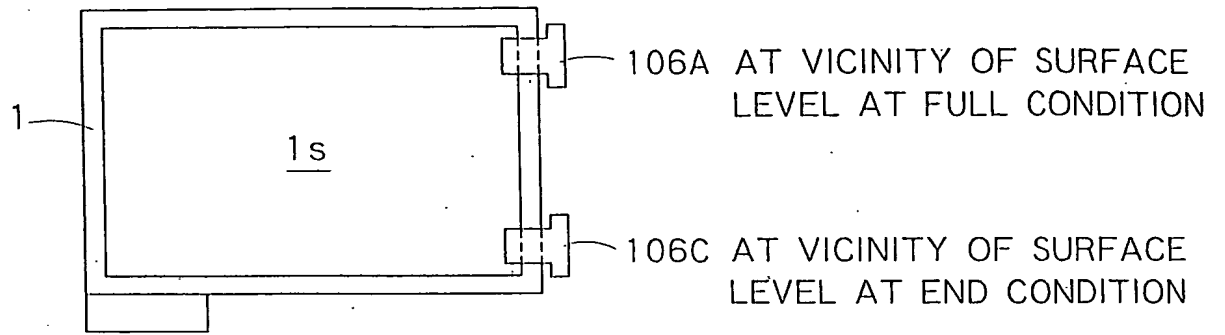 106A AT VICINITY OF SURFACE
LEVEL AT FULL CONDITION
1
1s
106C AT VICINITY OF SURFACE
LEVEL AT END CONDITION